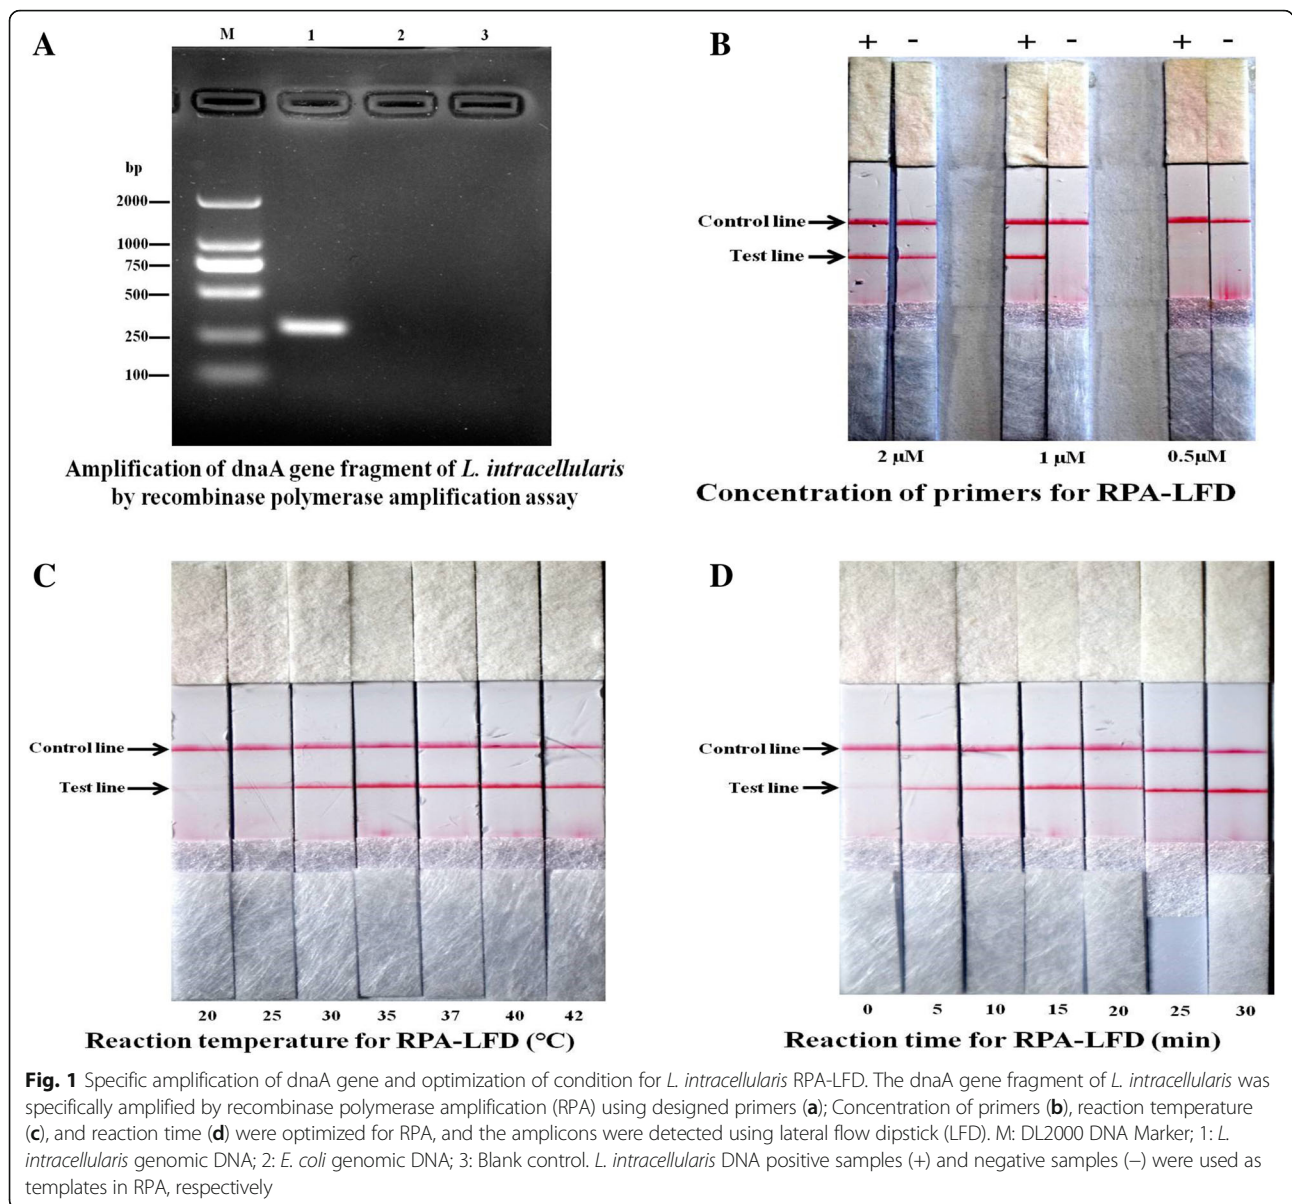 A
M 1 2 3
bp
2000
1000
750
500
250
100
Amplification of dnaA gene fragment of L. intracellularis
by recombinase polymerase amplification assay
B
+ - + - + -
Control line
Test line
2 μM 1 μM 0.5μM
Concentration of primers for RPA-LFD
C
Control line
Test line
20 25 30 35 37 40 42
Reaction temperature for RPA-LFD (°C)
D
Control line
Test line
0 5 10 15 20 25 30
Reaction time for RPA-LFD (min)
Fig. 1 Specific amplification of dnaA gene and optimization of condition for L. intracellularis RPA-LFD. The dnaA gene fragment of L. intracellularis was
specifically amplified by recombinase polymerase amplification (RPA) using designed primers (a); Concentration of primers (b), reaction temperature
(c), and reaction time (d) were optimized for RPA, and the amplicons were detected using lateral flow dipstick (LFD). M: DL2000 DNA Marker; 1: L.
intracellularis genomic DNA; 2: E. coli genomic DNA; 3: Blank control. L. intracellularis DNA positive samples (+) and negative samples (−) were used as
templates in RPA, respectively